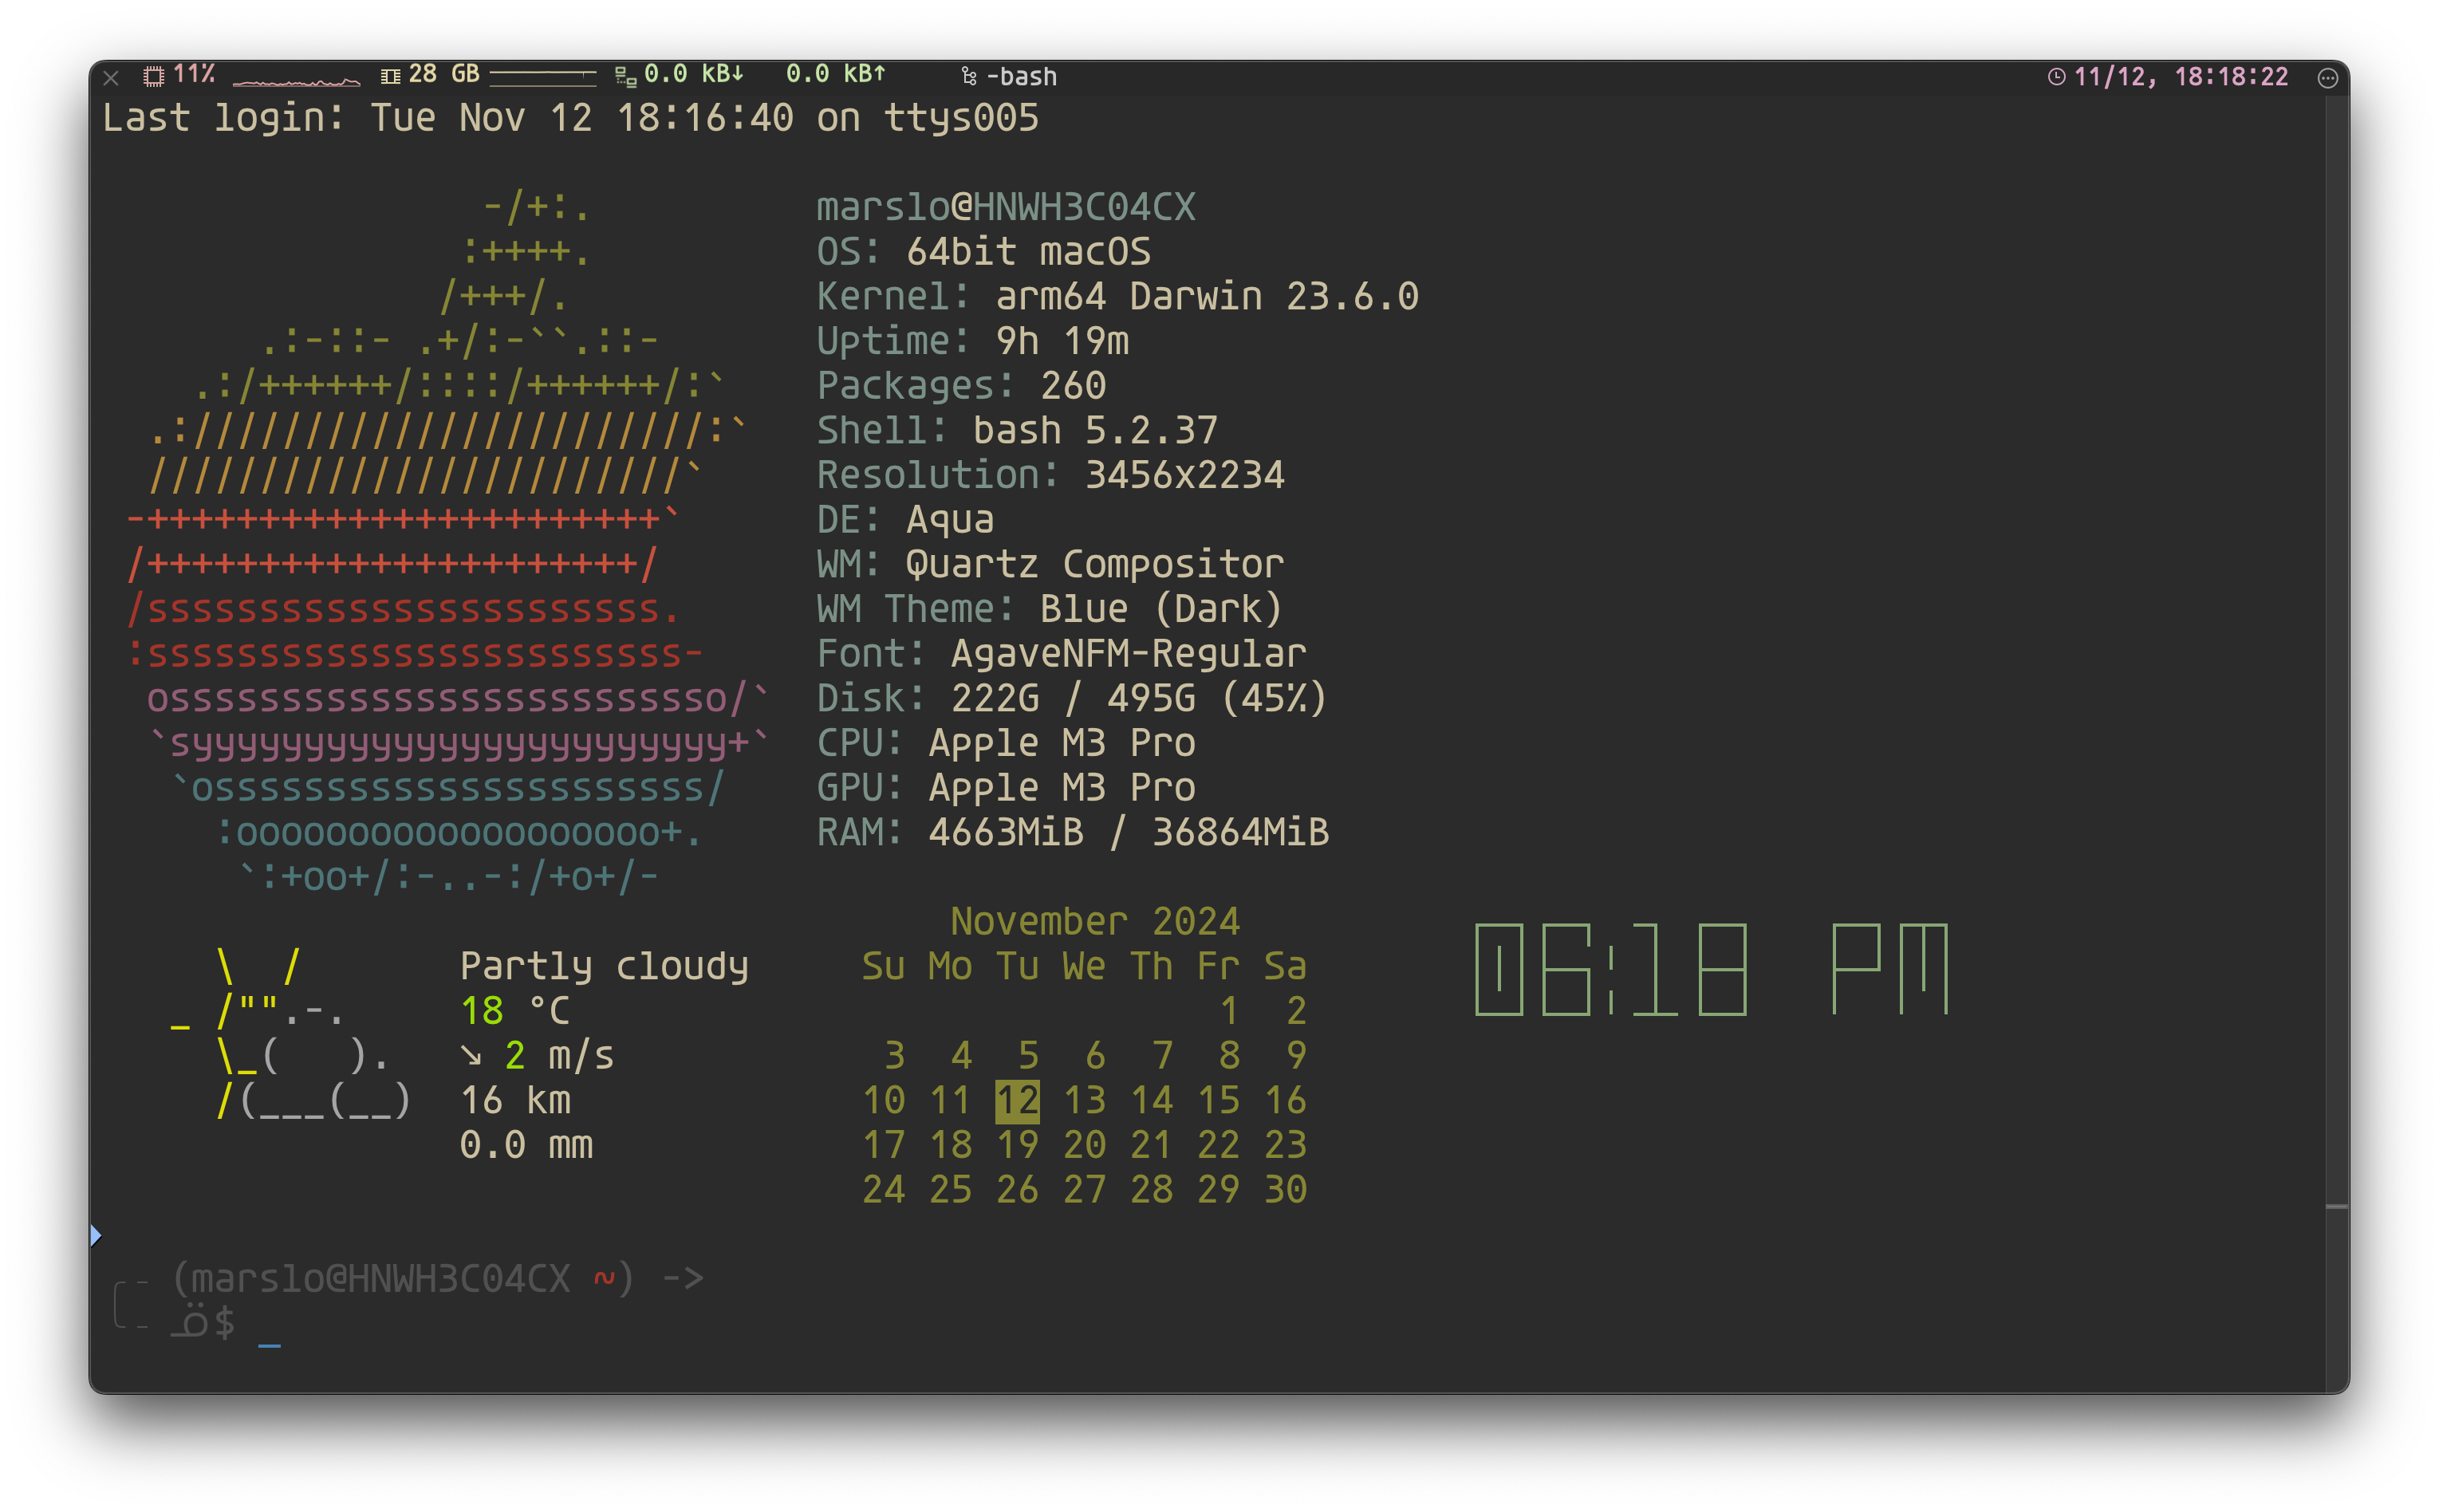 11% 28 GB 0.0 kB↓ 0.0 kB↑ -bash 11/12, 18:18:22
Last login: Tue Nov 12 18:16:40 on ttys005
-/+:. marslo@HNWH3C04CX
:++++. OS: 64bit macOS
/+++/. Kernel: arm64 Darwin 23.6.0
.:-::- .+/:-``.::- Uptime: 9h 19m
.:/++++++/::::/++++++/:` Packages: 260
.:///////////////////////:` Shell: bash 5.2.37
////////////////////////` Resolution: 3456x2234
-+++++++++++++++++++++++` DE: Aqua
/++++++++++++++++++++++/ WM: Quartz Compositor
/sssssssssssssssssssssss. WM Theme: Blue (Dark)
:ssssssssssssssssssssssss- Font: AgaveNFM-Regular
osssssssssssssssssssssssso/` Disk: 222G / 495G (45%)
`syyyyyyyyyyyyyyyyyyyyyyyy+` CPU: Apple M3 Pro
`ossssssssssssssssssssss/ GPU: Apple M3 Pro
:ooooooooooooooooooo+. RAM: 4663MiB / 36864MiB
`:+oo+/:-..-:/+o+/-
November 2024
\ / Partly cloudy Su Mo Tu We Th Fr Sa 06:18 PM
_ /"".-. 18 °C 1 2
\_( ). ↘ 2 m/s 3 4 5 6 7 8 9
/(___(__) 16 km 10 11 12 13 14 15 16
0.0 mm 17 18 19 20 21 22 23
24 25 26 27 28 29 30
(marslo@HNWH3C04CX ~) ->
$ _